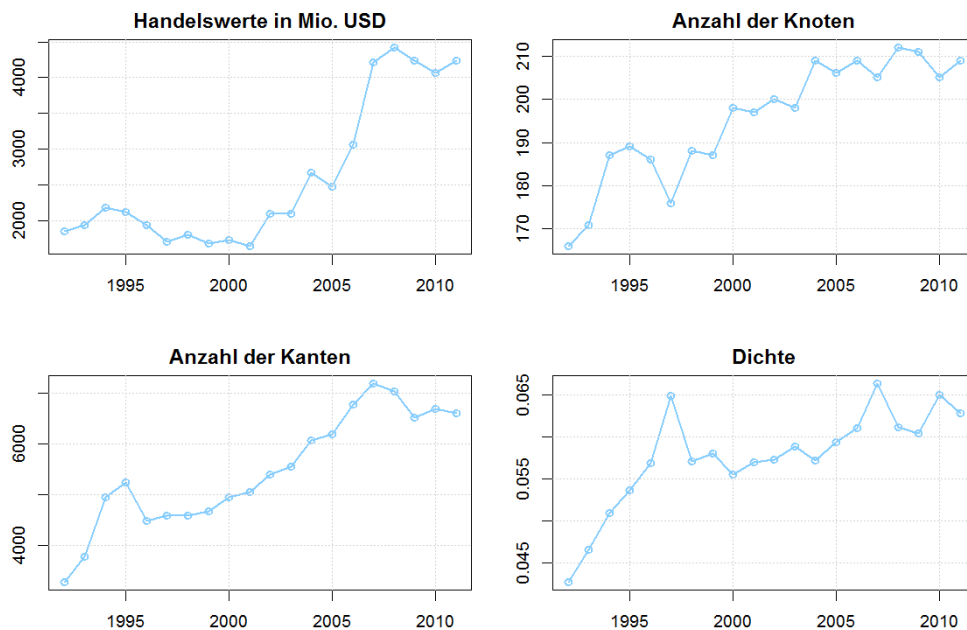 Handelswerte in Mio. USD
4000
3000
2000
1995 2000 2005 2010
Anzahl der Knoten
210
200
190
180
170
1995 2000 2005 2010
Anzahl der Kanten
6000
4000
1995 2000 2005 2010
Dichte
0.065
0.055
0.045
1995 2000 2005 2010